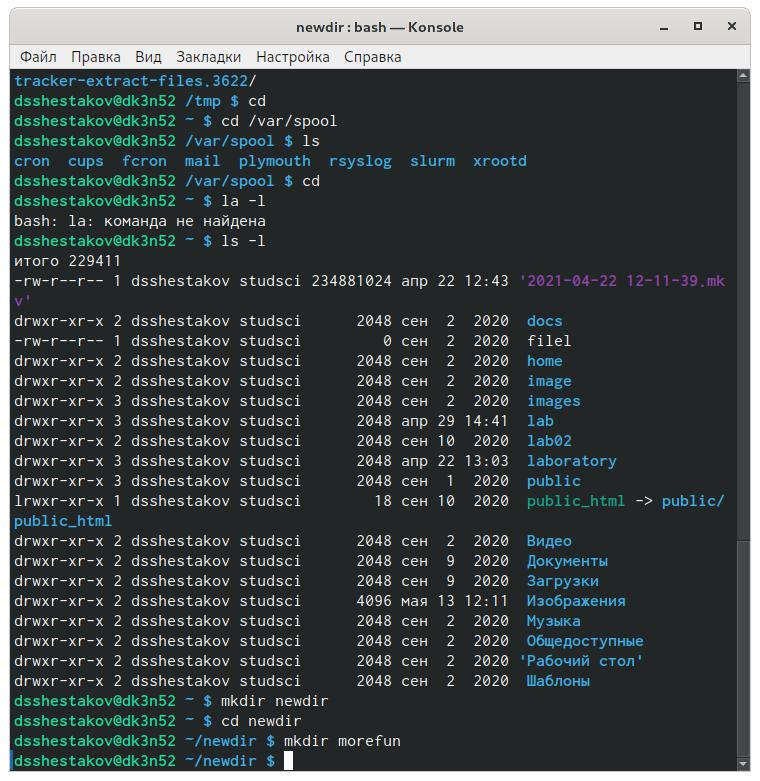 newdir : bash — Konsole
Файл Правка Вид Закладки Настройка Справка
tracker-extract-files.3622/
dsshestakov@dk3n52 /tmp $ cd
dsshestakov@dk3n52 ~ $ cd /var/spool
dsshestakov@dk3n52 /var/spool $ ls
cron  cups  fcron  mail  plymouth  rsyslog  slurm  xrootd
dsshestakov@dk3n52 /var/spool $ cd
dsshestakov@dk3n52 ~ $ la -l
bash: la: команда не найдена
dsshestakov@dk3n52 ~ $ ls -l
итого 229411
-rw-r--r-- 1 dsshestakov studsci 234881024 апр 22 12:43 '2021-04-22 12-11-39.mk
v'
drwxr-xr-x 2 dsshestakov studsci      2048 сен  2  2020  docs
-rw-r--r-- 1 dsshestakov studsci         0 сен  2  2020  filel
drwxr-xr-x 2 dsshestakov studsci      2048 сен  2  2020  home
drwxr-xr-x 2 dsshestakov studsci      2048 сен  2  2020  image
drwxr-xr-x 3 dsshestakov studsci      2048 сен  2  2020  images
drwxr-xr-x 3 dsshestakov studsci      2048 апр 29 14:41  lab
drwxr-xr-x 2 dsshestakov studsci      2048 сен 10  2020  lab02
drwxr-xr-x 3 dsshestakov studsci      2048 апр 22 13:03  laboratory
drwxr-xr-x 3 dsshestakov studsci      2048 сен  1  2020  public
lrwxr-xr-x 1 dsshestakov studsci        18 сен 10  2020  public_html -> public/
public_html
drwxr-xr-x 2 dsshestakov studsci      2048 сен  2  2020  Видео
drwxr-xr-x 2 dsshestakov studsci      2048 сен  9  2020  Документы
drwxr-xr-x 2 dsshestakov studsci      2048 сен  9  2020  Загрузки
drwxr-xr-x 2 dsshestakov studsci      4096 мая 13 12:11  Изображения
drwxr-xr-x 2 dsshestakov studsci      2048 сен  2  2020  Музыка
drwxr-xr-x 2 dsshestakov studsci      2048 сен  2  2020  Общедоступные
drwxr-xr-x 2 dsshestakov studsci      2048 сен  2  2020 'Рабочий стол'
drwxr-xr-x 2 dsshestakov studsci      2048 сен  2  2020  Шаблоны
dsshestakov@dk3n52 ~ $ mkdir newdir
dsshestakov@dk3n52 ~ $ cd newdir
dsshestakov@dk3n52 ~/newdir $ mkdir morefun
dsshestakov@dk3n52 ~/newdir $